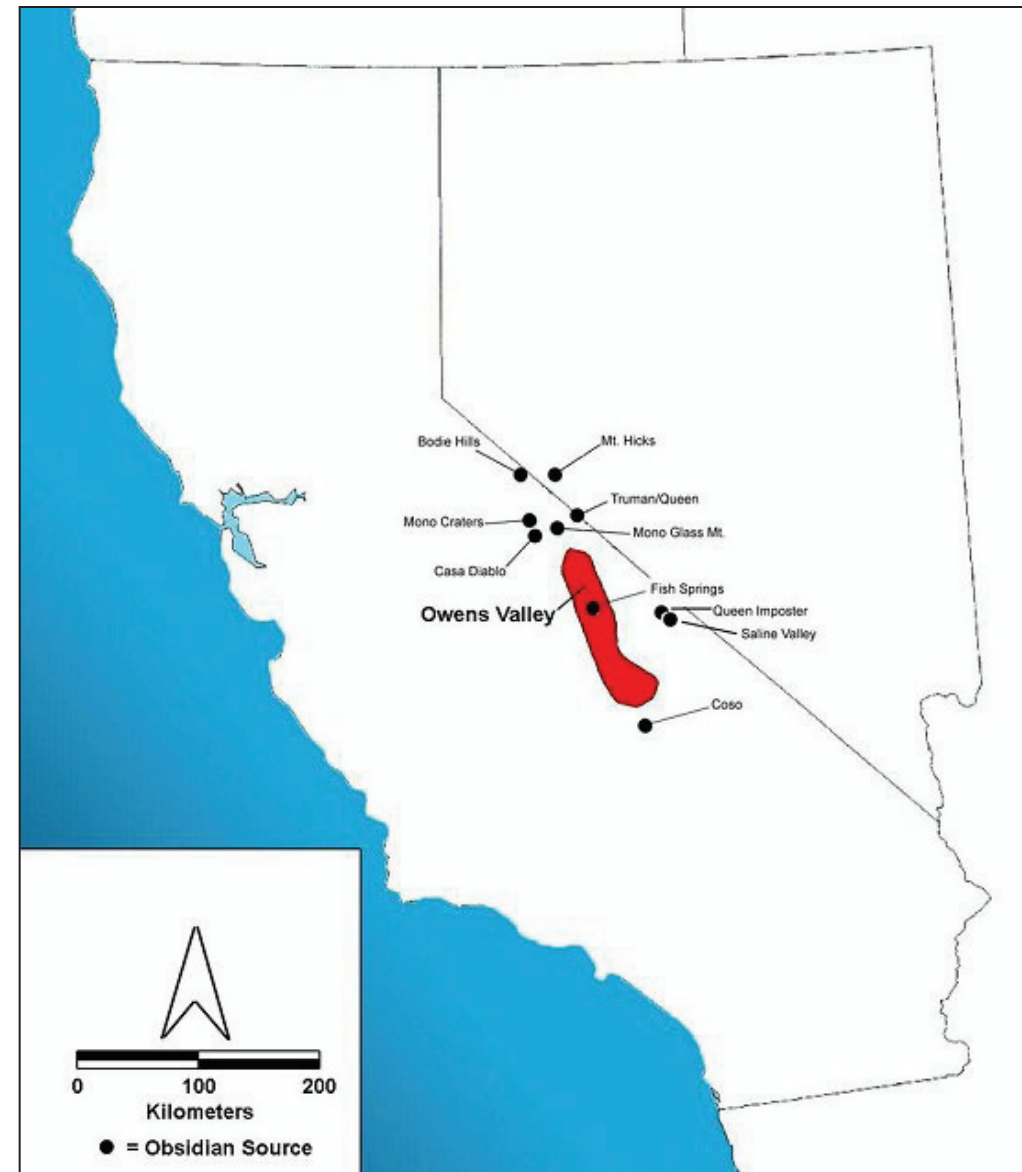 Bodie Hills
Mt. Hicks
Truman/Queen
Mono Craters
Mono Glass Mt.
Casa Diablo
Fish Springs
Owens Valley
Queen Imposter
Saline Valley
Coso
0 100 200
Kilometers
= Obsidian Source